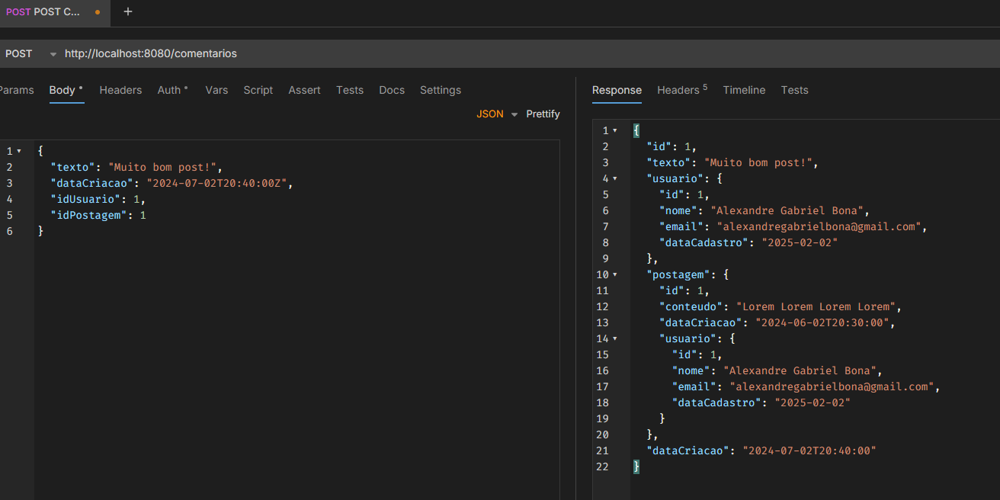 POST POST C...
POST http://localhost:8080/comentarios
Params Body Headers Auth Vars Script Assert Tests Docs Settings
JSON Prettify
1 {
2 "texto": "Muito bom post!",
3 "dataCriacao": "2024-07-02T20:40:00Z",
4 "idUsuario": 1,
5 "idPostagem": 1
6 }
Response Headers 5 Timeline Tests
1 {
2 "id": 1,
3 "texto": "Muito bom post!",
4 "usuario": {
5 "id": 1,
6 "nome": "Alexandre Gabriel Bona",
7 "email": "alexandregabrielbona@gmail.com",
8 "dataCadastro": "2025-02-02"
9 },
10 "postagem": {
11 "id": 1,
12 "conteudo": "Lorem Lorem Lorem Lorem",
13 "dataCriacao": "2024-06-02T20:30:00",
14 "usuario": {
15 "id": 1,
16 "nome": "Alexandre Gabriel Bona",
17 "email": "alexandregabrielbona@gmail.com",
18 "dataCadastro": "2025-02-02"
19 }
20 },
21 "dataCriacao": "2024-07-02T20:40:00"
22 }